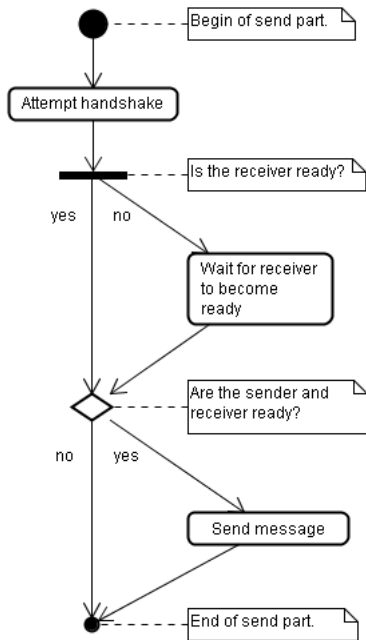 Begin of send part.
Attempt handshake
Is the receiver ready?
yes no
Wait for receiver
to become
ready
Are the sender and
receiver ready?
no yes
Send message
End of send part.